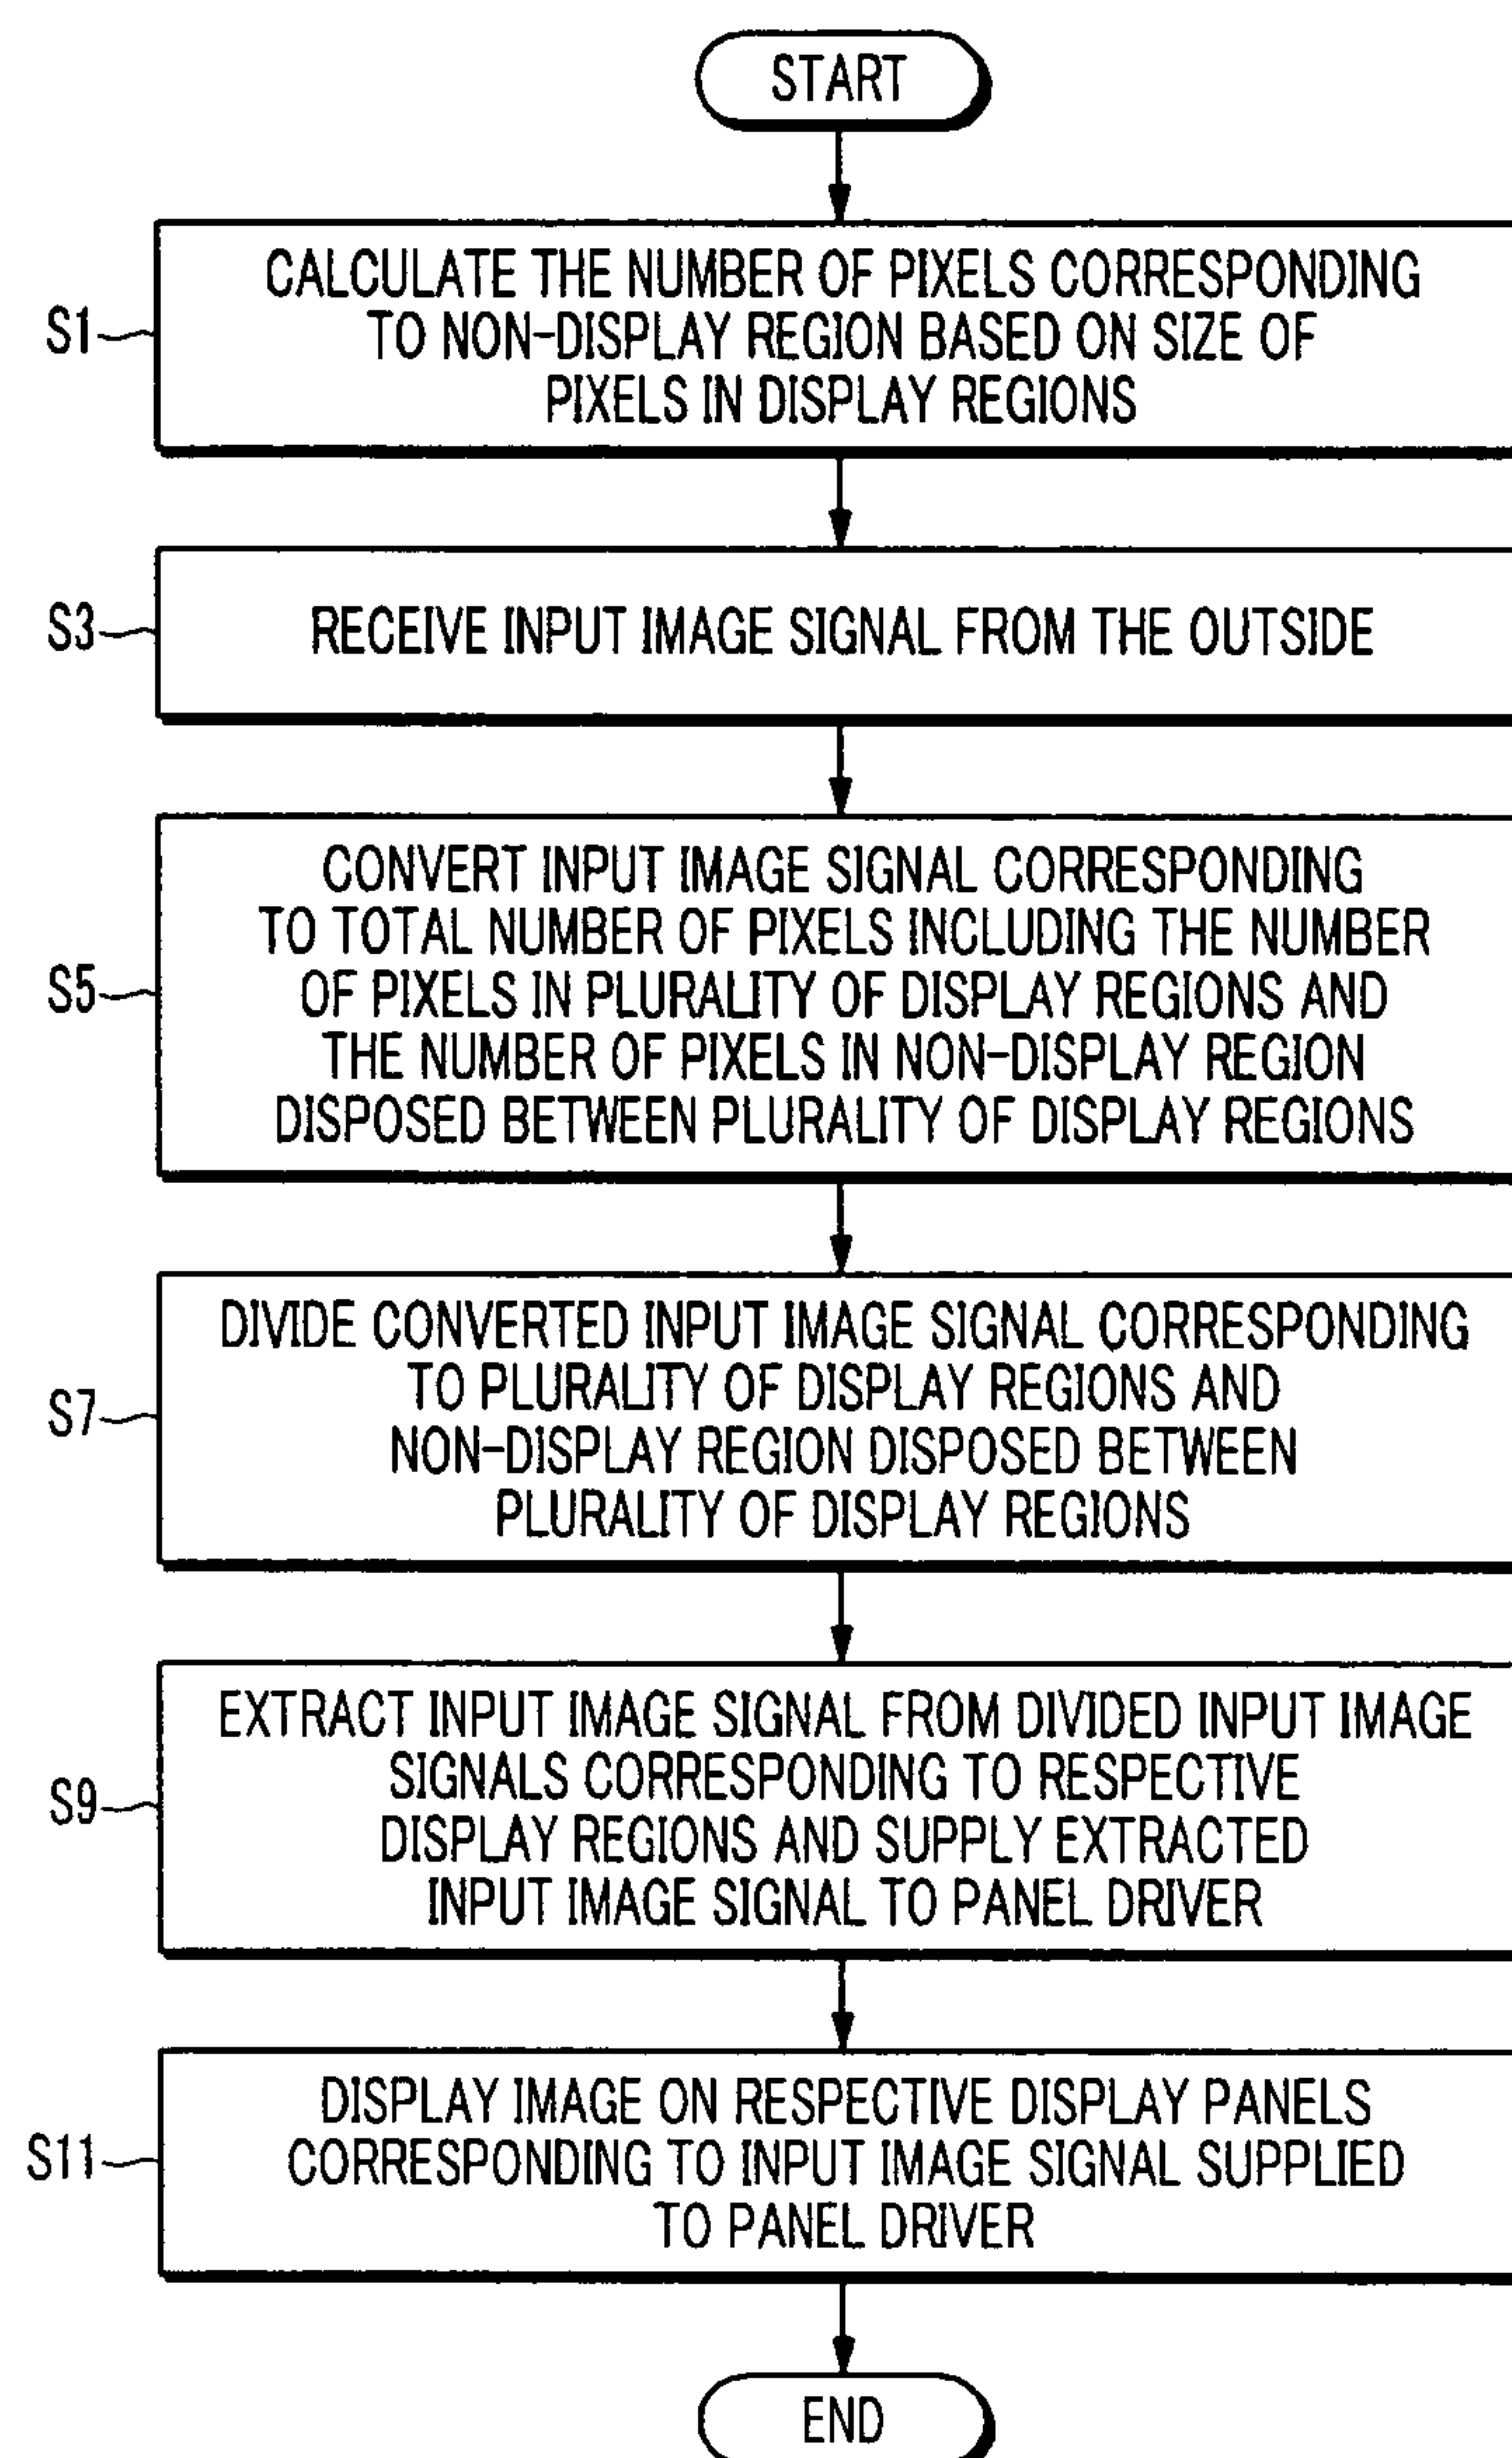 START
S1
CALCULATE THE NUMBER OF PIXELS CORRESPONDING
TO NON-DISPLAY REGION BASED ON SIZE OF
PIXELS IN DISPLAY REGIONS
S3
RECEIVE INPUT IMAGE SIGNAL FROM THE OUTSIDE
S5
CONVERT INPUT IMAGE SIGNAL CORRESPONDING
TO TOTAL NUMBER OF PIXELS INCLUDING THE NUMBER
OF PIXELS IN PLURALITY OF DISPLAY REGIONS AND
THE NUMBER OF PIXELS IN NON-DISPLAY REGION
DISPOSED BETWEEN PLURALITY OF DISPLAY REGIONS
S7
DIVIDE CONVERTED INPUT IMAGE SIGNAL CORRESPONDING
TO PLURALITY OF DISPLAY REGIONS AND
NON-DISPLAY REGION DISPOSED BETWEEN
PLURALITY OF DISPLAY REGIONS
S9
EXTRACT INPUT IMAGE SIGNAL FROM DIVIDED INPUT IMAGE
SIGNALS CORRESPONDING TO RESPECTIVE
DISPLAY REGIONS AND SUPPLY EXTRACTED
INPUT IMAGE SIGNAL TO PANEL DRIVER
S11
DISPLAY IMAGE ON RESPECTIVE DISPLAY PANELS
CORRESPONDING TO INPUT IMAGE SIGNAL SUPPLIED
TO PANEL DRIVER
END